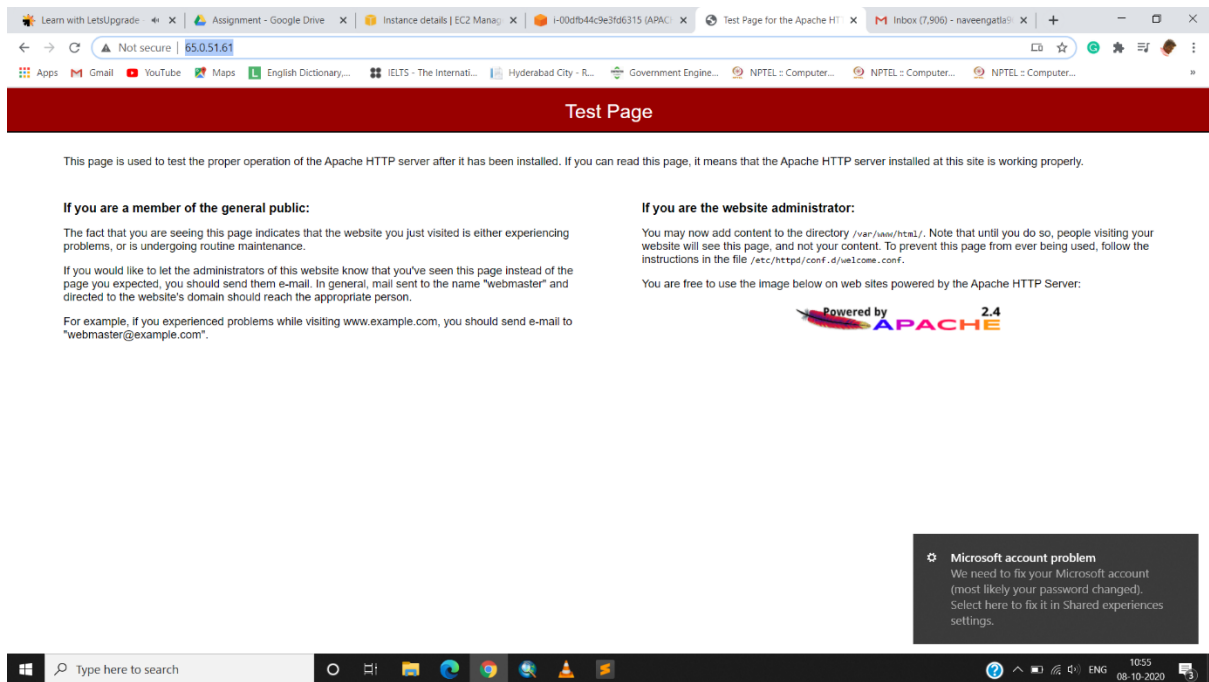 Learn with LetsUpgrade
Assignment - Google Drive
Instance details | EC2 Manag
i-00dfb44c9e3fd6315 (APAC
Test Page for the Apache HT
Inbox (7,906) - naveengatla9
Not secure | 65.0.51.61
Apps Gmail YouTube Maps English Dictionary,... IELTS - The Internati... Hyderabad City - R... Government Engine... NPTEL :: Computer... NPTEL :: Computer... NPTEL :: Computer... »
Test Page
This page is used to test the proper operation of the Apache HTTP server after it has been installed. If you can read this page, it means that the Apache HTTP server installed at this site is working properly.
If you are a member of the general public:
The fact that you are seeing this page indicates that the website you just visited is either experiencing
problems, or is undergoing routine maintenance.
If you would like to let the administrators of this website know that you've seen this page instead of the
page you expected, you should send them e-mail. In general, mail sent to the name "webmaster" and
directed to the website's domain should reach the appropriate person.
For example, if you experienced problems while visiting www.example.com, you should send e-mail to
"webmaster@example.com".
If you are the website administrator:
You may now add content to the directory /var/www/html/. Note that until you do so, people visiting your
website will see this page, and not your content. To prevent this page from ever being used, follow the
instructions in the file /etc/httpd/conf.d/welcome.conf.
You are free to use the image below on web sites powered by the Apache HTTP Server:
Powered by 2.4
APACHE
Microsoft account problem
We need to fix your Microsoft account
(most likely your password changed).
Select here to fix it in Shared experiences
settings.
Type here to search
ENG
10:55
08-10-2020
3